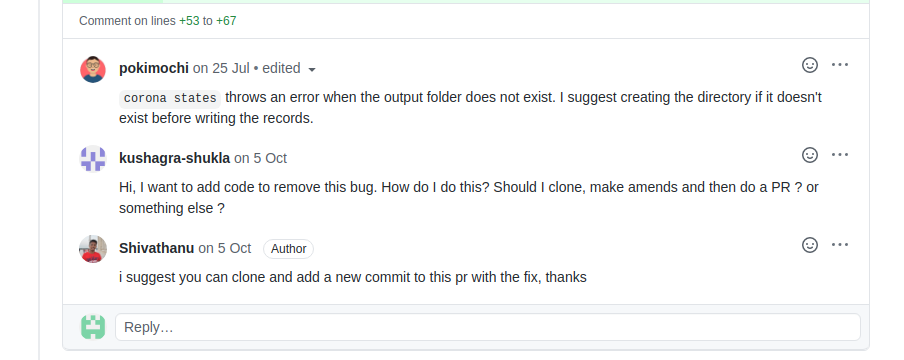 Comment on lines +53 to +67
pokimochi on 25 Jul • edited
corona states throws an error when the output folder does not exist. I suggest creating the directory if it doesn't
exist before writing the records.
kushagra-shukla on 5 Oct
Hi, I want to add code to remove this bug. How do I do this? Should I clone, make amends and then do a PR ? or
something else ?
Shivathanu on 5 Oct Author
i suggest you can clone and add a new commit to this pr with the fix, thanks
Reply...